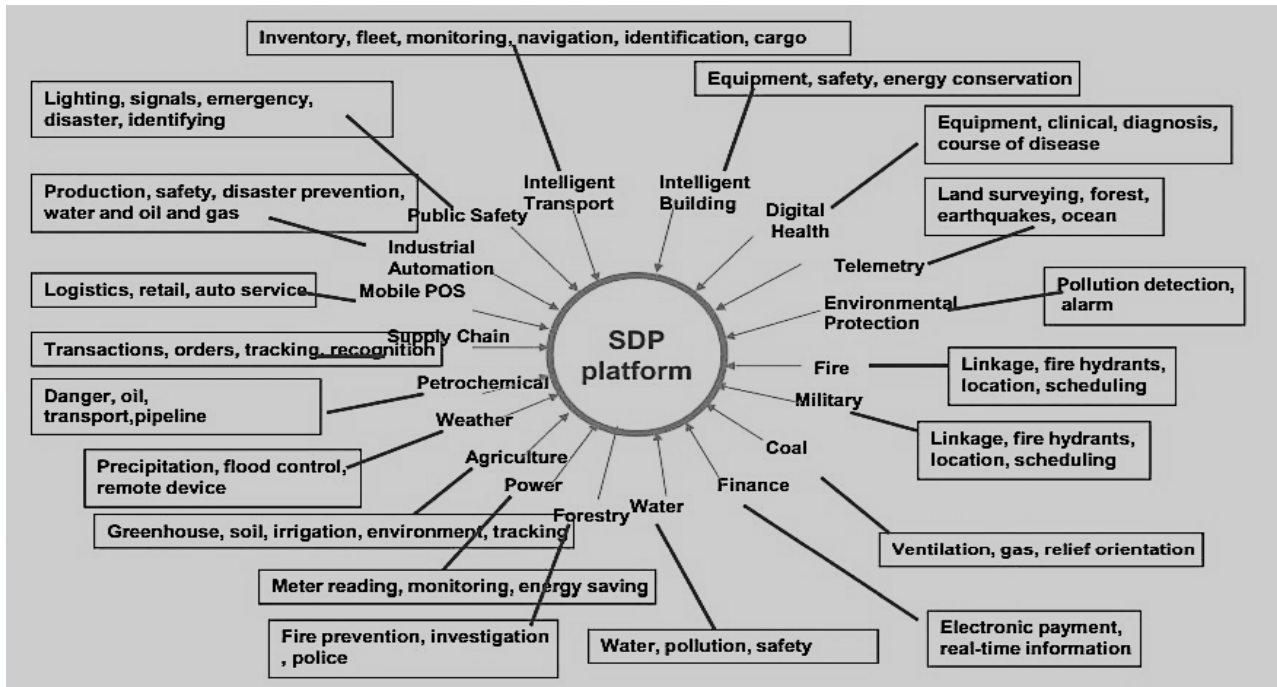 Inventory, fleet, monitoring, navigation, identification, cargo
Equipment, safety, energy conservation
Lighting, signals, emergency,
disaster, identifying
Equipment, clinical, diagnosis,
course of disease
Production, safety, disaster prevention,
water and oil and gas
Land surveying, forest,
earthquakes, ocean
Logistics, retail, auto service
Pollution detection,
alarm
Transactions, orders, tracking, recognition
Linkage, fire hydrants,
location, scheduling
Danger, oil,
transport,pipeline
Linkage, fire hydrants,
location, scheduling
Precipitation, flood control,
remote device
Greenhouse, soil, irrigation, environment, tracking
Ventilation, gas, relief orientation
Meter reading, monitoring, energy saving
Fire prevention, investigation
, police
Water, pollution, safety
Electronic payment,
real-time information
Intelligent
Transport
Intelligent
Building
Public Safety
Digital
Health
Industrial
Automation
Telemetry
Mobile POS
Environmental
Protection
Supply Chain
Fire
Petrochemical
Military
Weather
Coal
Agriculture
Power
Finance
Forestry
Water
SDP
platform